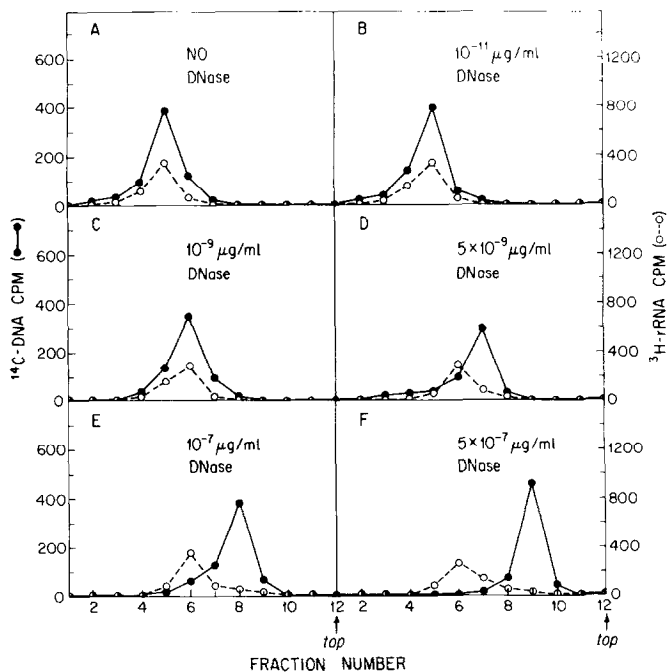 A
NO
DNase
B
10⁻¹¹ µg/ml
DNase
600
400
200
0
1200
800
400
0
C
10⁻⁹ µg/ml
DNase
D
5×10⁻⁹ µg/ml
DNase
600
400
200
0
1200
800
400
0
E
10⁻⁷ µg/ml
DNase
F
5×10⁻⁷ µg/ml
DNase
600
400
200
0
1200
800
400
0
2 4 6 8 10 12 2 4 6 8 10 12
top top
FRACTION NUMBER
¹⁴C-DNA CPM (●—●)
³H-rRNA CPM (o--o)